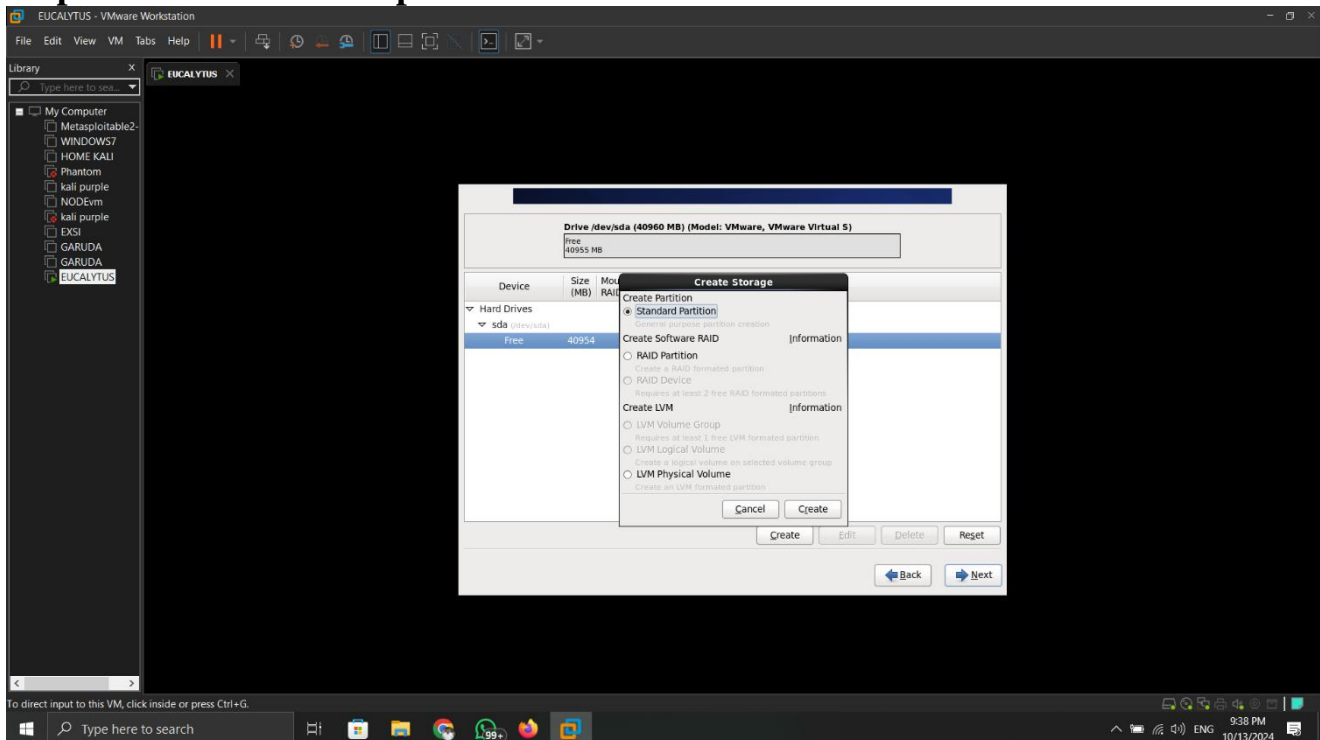 EUCALYTUS - VMware Workstation
File Edit View VM Tabs Help
Library X
Type here to sea...
EUCALYTUS
My Computer
Metasploitable2-
WINDOWS7
HOME KALI
Phantom
kali purple
NODEvm
kali purple
EXSI
GARUDA
GARUDA
EUCALYTUS
Drive /dev/sda (40960 MB) (Model: VMware, VMware Virtual S)
Free
40955 MB
Device
Size
(MB)
Mou
RAID
Hard Drives
sda (/dev/sda)
Free 40954
Create Storage
Create Partition
Standard Partition
General purpose partition creation
Create Software RAID Information
RAID Partition
Create a RAID formated partition
RAID Device
Requires at least 2 free RAID formated partitions
Create LVM Information
LVM Volume Group
Requires at least 1 free LVM formated partition
LVM Logical Volume
Create a logical volume on selected volume group
LVM Physical Volume
Create an LVM formated partition
Cancel Create
Create Edit Delete Reset
Back Next
To direct input to this VM, click inside or press Ctrl+G.
Type here to search
99+
ENG
9:38 PM
10/13/2024